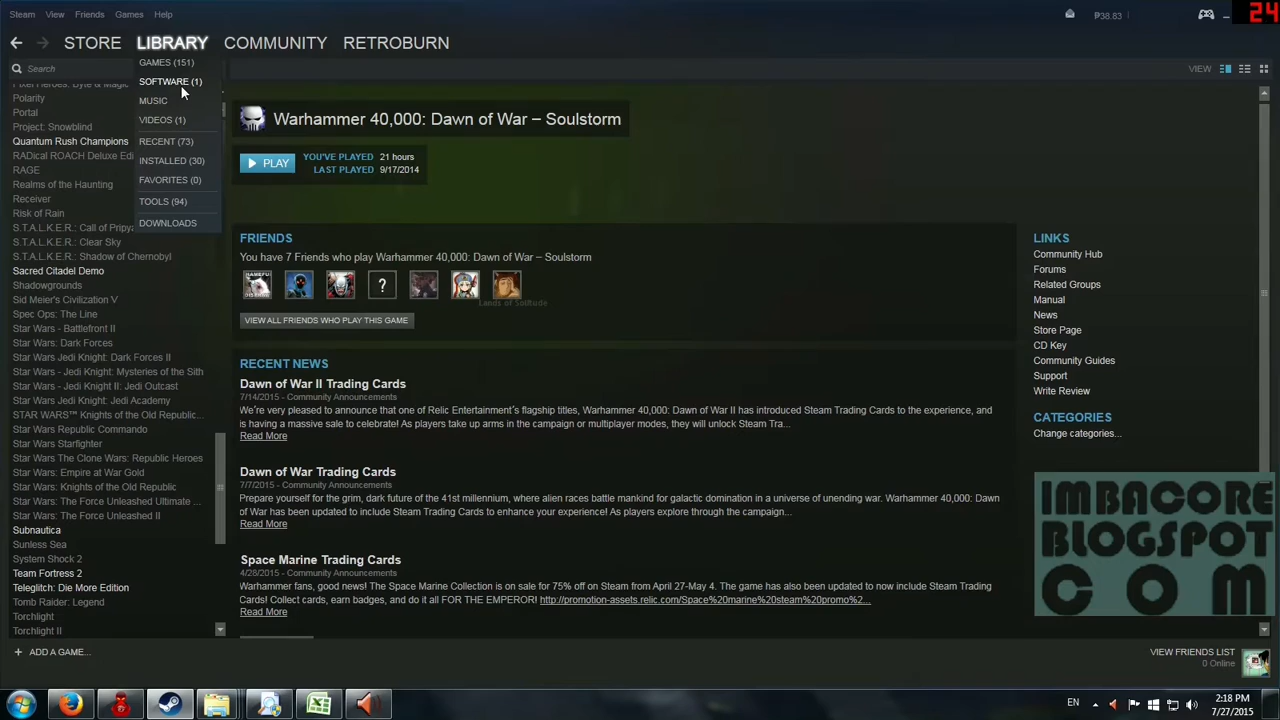 Steam View Friends Games Help ₱38.83 24
STORE LIBRARY COMMUNITY RETROBURN
Search
VIEW
GAMES (151)
SOFTWARE (1)
MUSIC
VIDEOS (1)
RECENT (73)
INSTALLED (30)
FAVORITES (0)
TOOLS (94)
DOWNLOADS
Pixel Heroes: Byte & Magic
Polarity
Portal
Project: Snowblind
Quantum Rush Champions
RADical ROACH Deluxe Edi
RAGE
Realms of the Haunting
Receiver
Risk of Rain
S.T.A.L.K.E.R.: Call of Pripya
S.T.A.L.K.E.R.: Clear Sky
S.T.A.L.K.E.R.: Shadow of Chernobyl
Sacred Citadel Demo
Shadowgrounds
Sid Meier's Civilization V
Spec Ops: The Line
Star Wars - Battlefront II
Star Wars: Dark Forces
Star Wars Jedi Knight: Dark Forces II
Star Wars - Jedi Knight: Mysteries of the Sith
Star Wars - Jedi Knight II: Jedi Outcast
Star Wars - Jedi Knight: Jedi Academy
STAR WARS™ Knights of the Old Republic...
Star Wars Republic Commando
Star Wars Starfighter
Star Wars The Clone Wars: Republic Heroes
Star Wars: Empire at War Gold
Star Wars: Knights of the Old Republic
Star Wars: The Force Unleashed Ultimate ...
Star Wars: The Force Unleashed II
Subnautica
Sunless Sea
System Shock 2
Team Fortress 2
Teleglitch: Die More Edition
Tomb Raider: Legend
Torchlight
Torchlight II
Warhammer 40,000: Dawn of War – Soulstorm
PLAY
YOU'VE PLAYED 21 hours
LAST PLAYED 9/17/2014
FRIENDS
You have 7 Friends who play Warhammer 40,000: Dawn of War – Soulstorm
?
Lands of Solitude
VIEW ALL FRIENDS WHO PLAY THIS GAME
RECENT NEWS
Dawn of War II Trading Cards
7/14/2015 - Community Announcements
We're very pleased to announce that one of Relic Entertainment's flagship titles, Warhammer 40,000: Dawn of War II has introduced Steam Trading Cards to the experience, and
is having a massive sale to celebrate! As players take up arms in the campaign or multiplayer modes, they will unlock Steam Tra...
Read More
Dawn of War Trading Cards
7/7/2015 - Community Announcements
Prepare yourself for the grim, dark future of the 41st millennium, where alien races battle mankind for galactic domination in a universe of unending war. Warhammer 40,000: Dawn
of War has been updated to include Steam Trading Cards to enhance your experience! As players explore through the campaign...
Read More
Space Marine Trading Cards
4/28/2015 - Community Announcements
Warhammer fans, good news! The Space Marine Collection is on sale for 75% off on Steam from April 27-May 4. The game has also been updated to now include Steam Trading
Cards! Collect cards, earn badges, and do it all FOR THE EMPEROR! http://promotion-assets.relic.com/Space%20marine%20steam%20promo%2...
Read More
LINKS
Community Hub
Forums
Related Groups
Manual
News
Store Page
CD Key
Community Guides
Support
Write Review
CATEGORIES
Change categories...
IMBACORE
BLOGSPOT
COM
ADD A GAME...
VIEW FRIENDS LIST
0 Online
EN
2:18 PM
7/27/2015